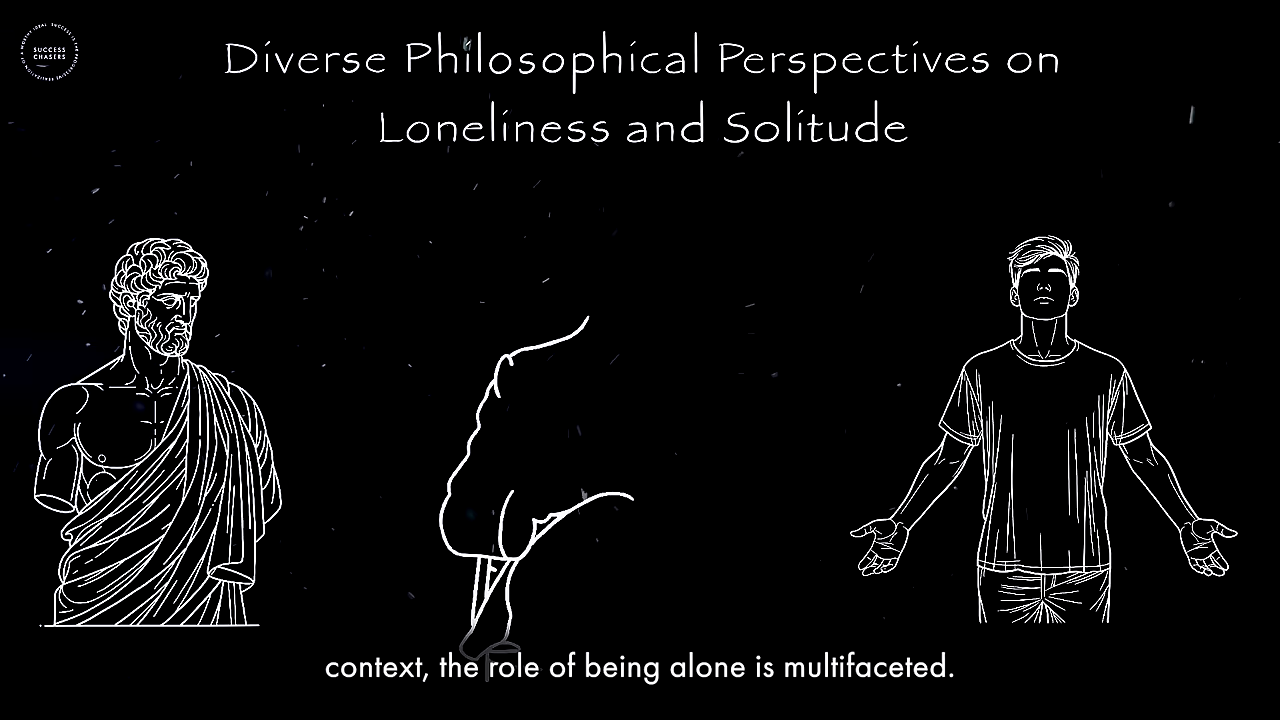 SUCCESS
CHASERS
Diverse Philosophical Perspectives on
Loneliness and Solitude
context, the role of being alone is multifaceted.